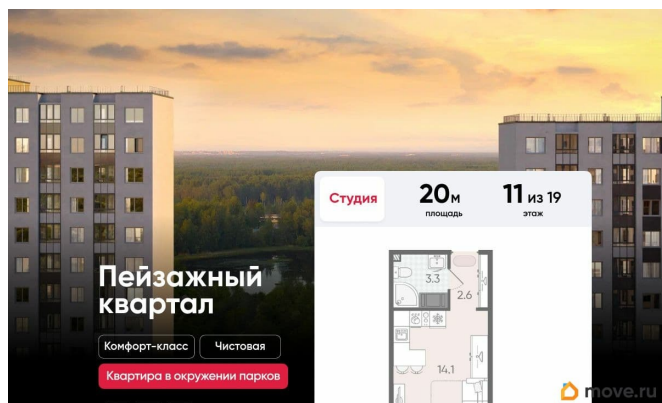 Студия
20м
площадь
11 из 19
этаж
3.3
2.6
14.1
Пейзажный
квартал
Комфорт-класс
Чистовая
Квартира в окружении парков
move.ru